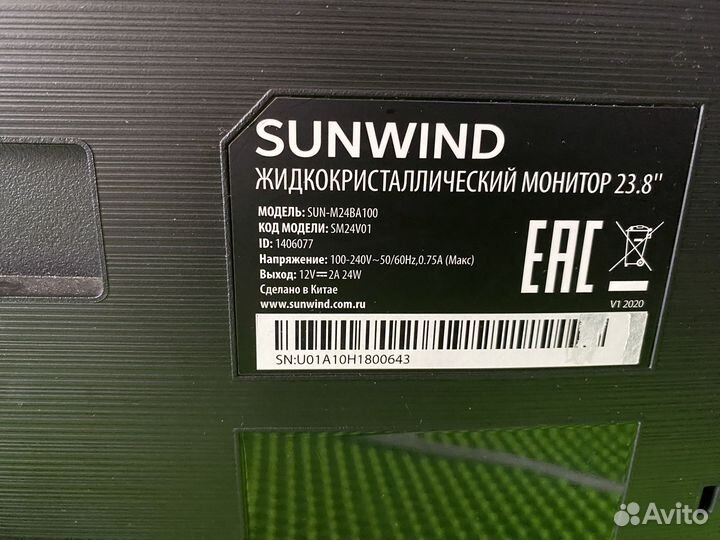 SUNWIND
ЖИДКОКРИСТАЛЛИЧЕСКИЙ МОНИТОР 23.8"
МОДЕЛЬ: SUN-M24BA100
КОД МОДЕЛИ: SM24V01
ID: 1406077
Напряжение: 100-240V~50/60Hz,0.75A (Макс)
Выход: 12V⎓2A 24W
Сделано в Китае
www.sunwind.com.ru
EAC
V1 2020
SN:U01A10H1800643
Avito